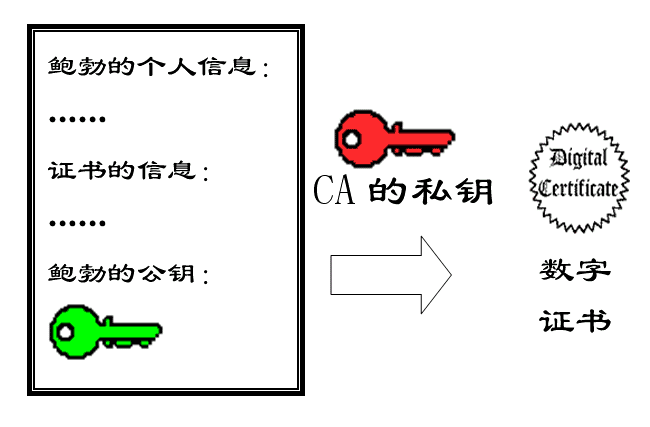 鲍勃的个人信息：
……
证书的信息：
……
鲍勃的公钥：
CA 的私钥
Digital
Certificate
数字
证书